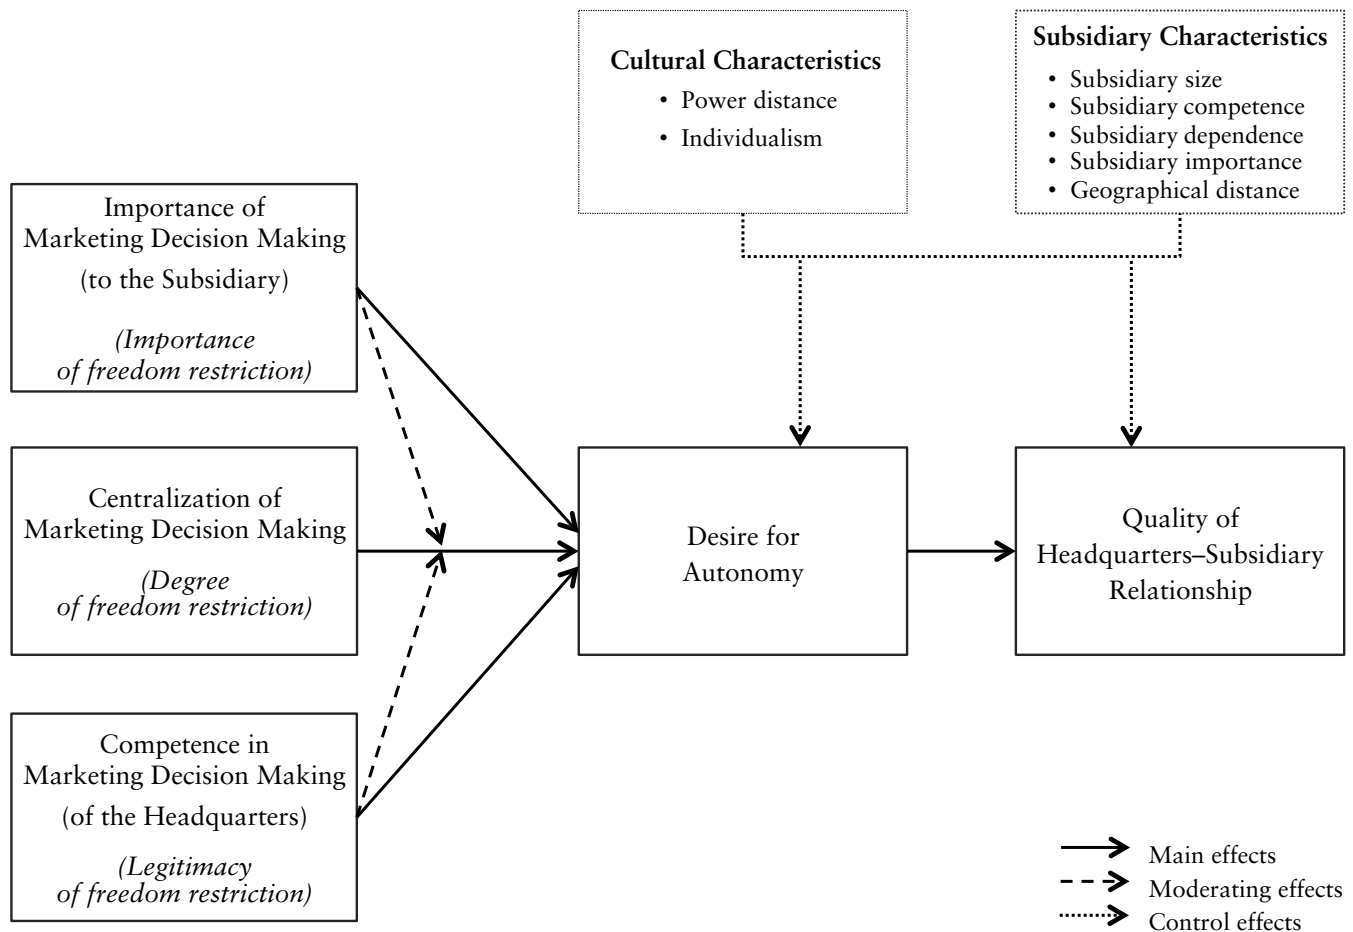 Cultural Characteristics
• Power distance
• Individualism
Subsidiary Characteristics
• Subsidiary size
• Subsidiary competence
• Subsidiary dependence
• Subsidiary importance
• Geographical distance
Importance of
Marketing Decision Making
(to the Subsidiary)
(Importance
of freedom restriction)
Centralization of
Marketing Decision Making
(Degree
of freedom restriction)
Competence in
Marketing Decision Making
(of the Headquarters)
(Legitimacy
of freedom restriction)
Desire for
Autonomy
Quality of
Headquarters–Subsidiary
Relationship
Main effects
Moderating effects
Control effects